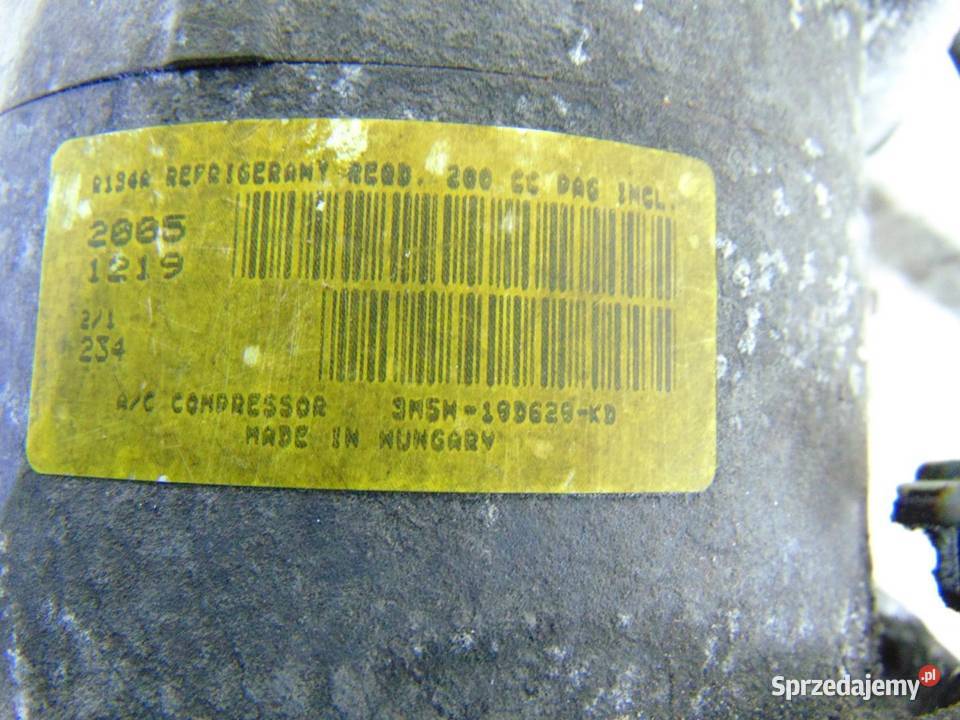 R134A REFRIGERANT REQD. 200 CC PAG INCL.
2005
1219
2/1
234
A/C COMPRESSOR 3M5H-19D629-KD
MADE IN HUNGARY
Sprzedajemy.pl